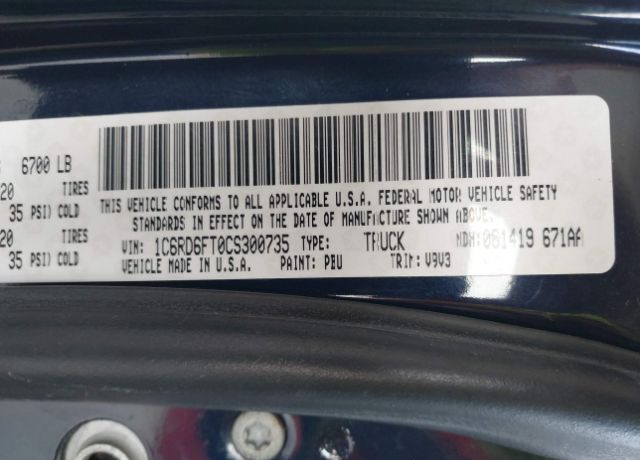 6700 LB
20 TIRES
35 PSI) COLD
20 TIRES
35 PSI) COLD
THIS VEHICLE CONFORMS TO ALL APPLICABLE U.S.A. FEDERAL MOTOR VEHICLE SAFETY
STANDARDS IN EFFECT ON THE DATE OF MANUFACTURE SHOWN ABOVE.
VIN: 1C6RD6FT0CS300735 TYPE: TRUCK MDH: 061419 671AA
VEHICLE MADE IN U.S.A. PAINT: PBU TRIM: V9V3